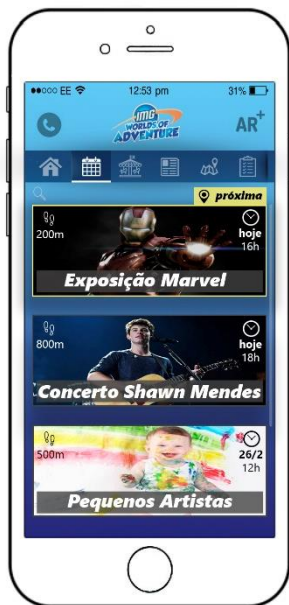 ●●○○○ EE 12:53 pm 31%
IMG
WORLDS OF
ADVENTURE
AR+
próxima
200m
hoje
16h
Exposição Marvel
800m
hoje
18h
Concerto Shawn Mendes
500m
26/2
12h
Pequenos Artistas